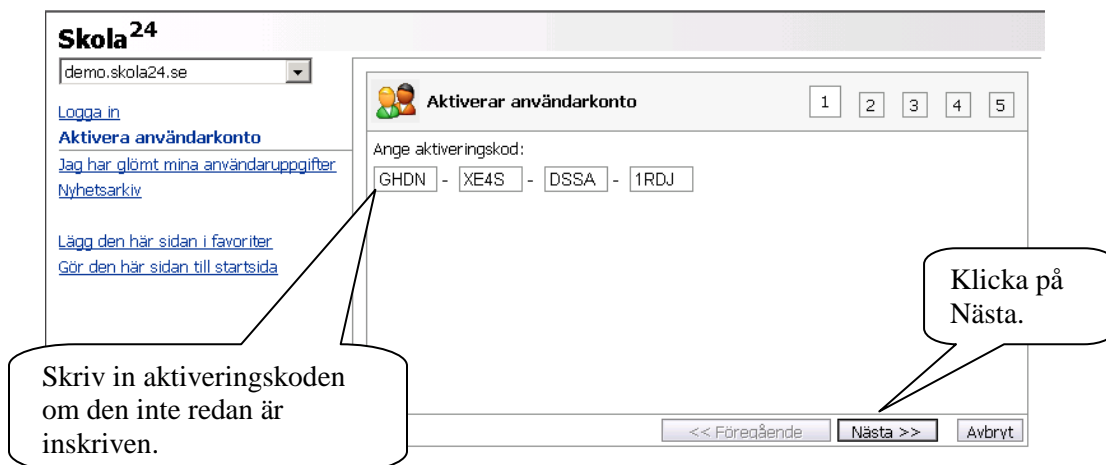 Skola24
demo.skola24.se
Logga in
Aktivera användarkonto
Jag har glömt mina användaruppgifter
Nyhetsarkiv
Lägg den här sidan i favoriter
Gör den här sidan till startsida
Aktiverar användarkonto 1 2 3 4 5
Ange aktiveringskod:
GHDN - XE4S - DSSA - 1RDJ
Klicka på
Nästa.
Skriv in aktiveringskoden
om den inte redan är
inskriven.
<< Föregående Nästa >> Avbryt